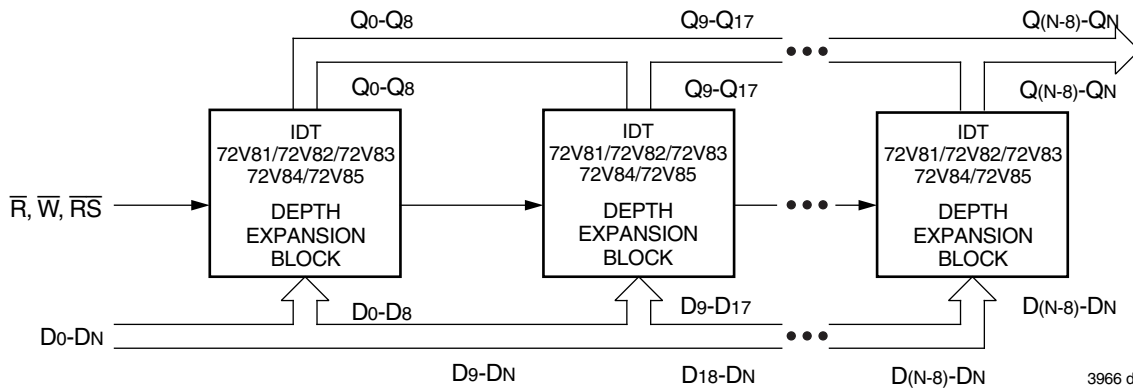 Q0-Q8 Q9-Q17 Q(N-8)-QN
Q0-Q8 Q9-Q17 Q(N-8)-QN
IDT
72V81/72V82/72V83
72V84/72V85
DEPTH
EXPANSION
BLOCK
IDT
72V81/72V82/72V83
72V84/72V85
DEPTH
EXPANSION
BLOCK
IDT
72V81/72V82/72V83
72V84/72V85
DEPTH
EXPANSION
BLOCK
R̅, W̅, R̅S̅
D0-D8 D9-D17 D(N-8)-DN
D0-DN
D9-DN D18-DN D(N-8)-DN
3966 d